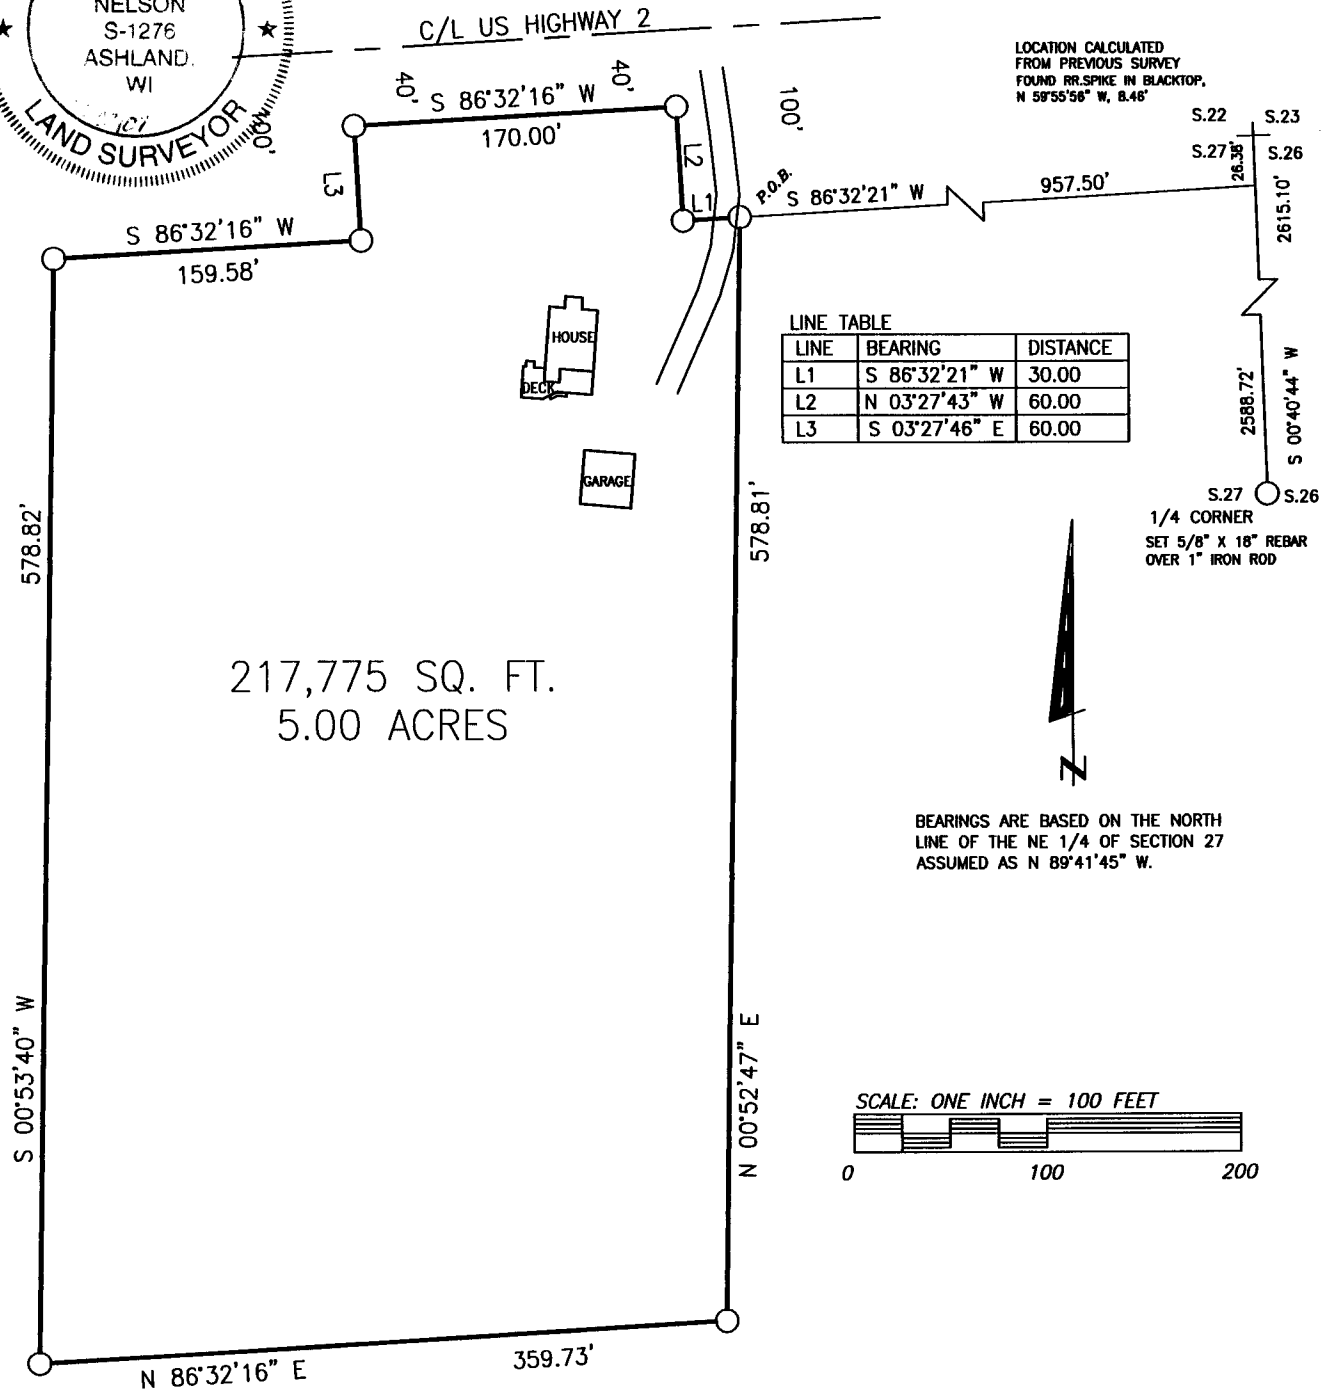 NELSON
S-1276
ASHLAND.
WI
LAND SURVEYOR
C/L US HIGHWAY 2
LOCATION CALCULATED
FROM PREVIOUS SURVEY
FOUND RR.SPIKE IN BLACKTOP,
N 59°55'56" W, 8.46'
40'
S 86°32'16" W
40'
170.00'
100'
L3
L2
L1
P.O.B.
S 86°32'21" W
957.50'
S.22
S.23
S.27
S.26
26.38'
2615.10'
S 86°32'16" W
159.58'
HOUSE
DECK
GARAGE
LINE TABLE
LINE BEARING DISTANCE
L1 S 86°32'21" W 30.00
L2 N 03°27'43" W 60.00
L3 S 03°27'46" E 60.00
2588.72'
S 00°40'44" W
S.27
S.26
1/4 CORNER
SET 5/8" X 18" REBAR
OVER 1" IRON ROD
578.82'
578.81'
217,775 SQ. FT.
5.00 ACRES
N
BEARINGS ARE BASED ON THE NORTH
LINE OF THE NE 1/4 OF SECTION 27
ASSUMED AS N 89°41'45" W.
S 00°53'40" W
N 00°52'47" E
SCALE: ONE INCH = 100 FEET
0 100 200
N 86°32'16" E
359.73'